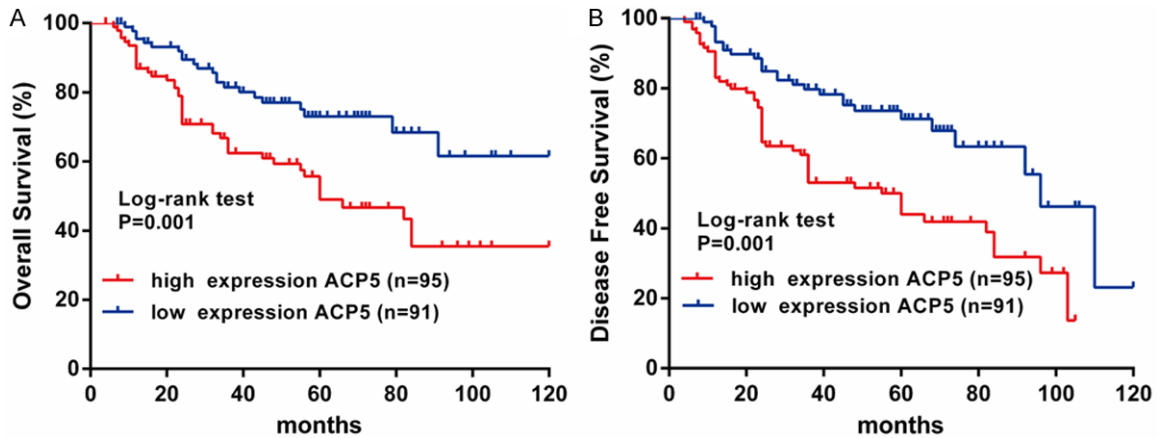 A
Overall Survival (%)
100
80
60
40
20
0
Log-rank test
P=0.001
high expression ACP5 (n=95)
low expression ACP5 (n=91)
0 20 40 60 80 100 120
months
B
Disease Free Survival (%)
100
80
60
40
20
0
Log-rank test
P=0.001
high expression ACP5 (n=95)
low expression ACP5 (n=91)
0 20 40 60 80 100 120
months